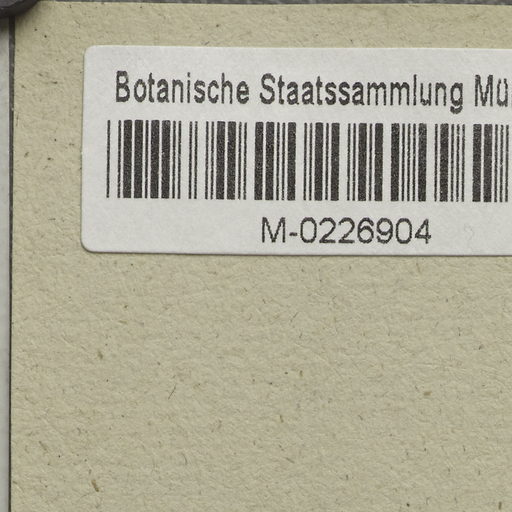 Botanische Staatssammlung Mü
M-0226904